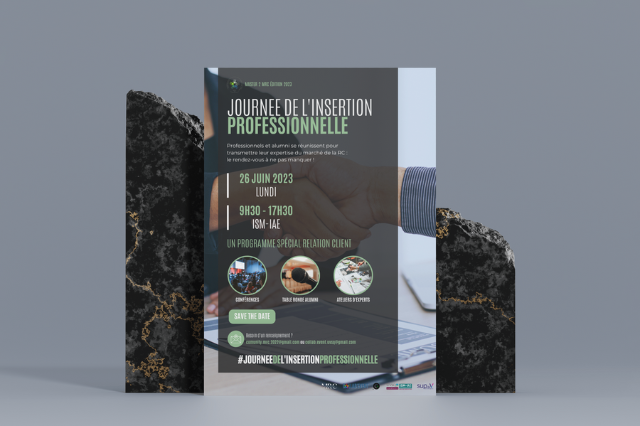 JOURNEE DE L'INSERTION
PROFESSIONNELLE
Professionnels et alumni se réunissent pour
transmettre leur expertise du marché de la RC :
le rendez-vous à ne pas manquer !
26 JUIN 2023
LUNDI
9H30 - 17H30
ISM-IAE
UN PROGRAMME SPÉCIAL RELATION CLIENT
CONFÉRENCES
TABLE RONDE ALUMNI
ATELIERS D'EXPERTS
SAVE THE DATE
Besoin d'un renseignement ?
#JOURNEEDEL'INSERTIONPROFESSIONNELLE